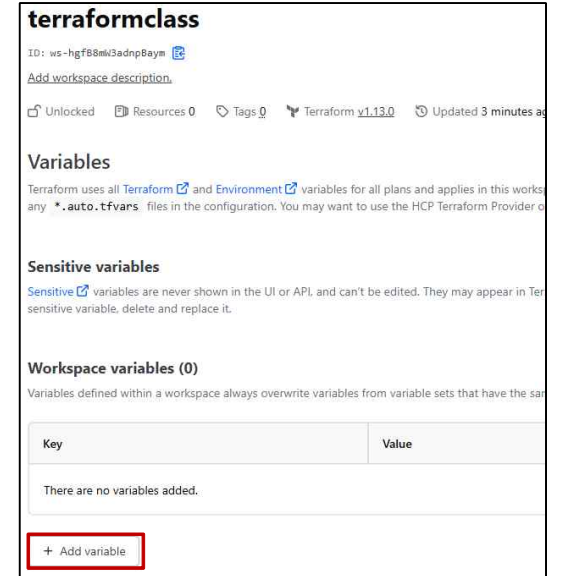 terraformclass
ID: ws-hgfB8mW3adnpBaym
Add workspace description.
Unlocked Resources 0 Tags 0 Terraform v1.13.0 Updated 3 minutes
Variables
Terraform uses all Terraform and Environment variables for all plans and applies in this
any *.auto.tfvars files in the configuration. You may want to use the HCP Terraform Provider
Sensitive variables
Sensitive variables are never shown in the UI or API, and can't be edited. They may appear in
sensitive variable, delete and replace it.
Workspace variables (0)
Variables defined within a workspace always overwrite variables from variable sets that have the
Key Value
There are no variables added.
+ Add variable